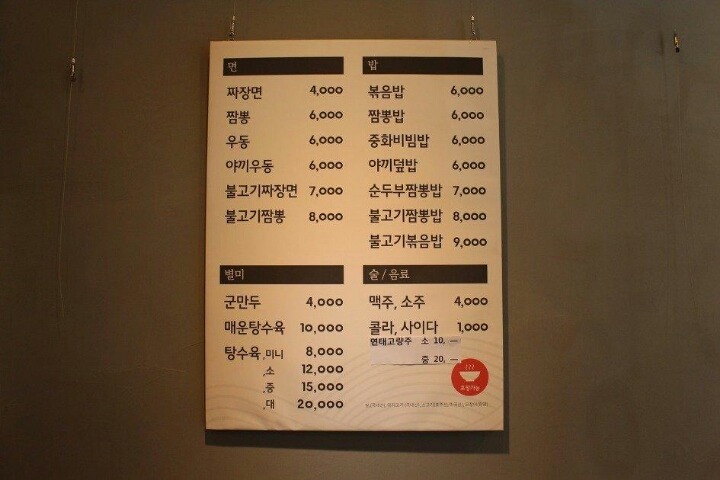 면
짜장면 4,000
짬뽕 6,000
우동 6,000
야끼우동 6,000
불고기짜장면 7,000
불고기짬뽕 8,000
밥
볶음밥 6,000
짬뽕밥 6,000
중화비빔밥 6,000
야끼덮밥 6,000
순두부짬뽕밥 7,000
불고기짬뽕밥 8,000
불고기볶음밥 9,000
별미
군만두 4,000
매운탕수육 10,000
탕수육 .미니 8,000
.소 12,000
.중 15,000
.대 20,000
술 / 음료
맥주, 소주 4,000
콜라, 사이다 1,000
연태고량주 소 10, —
중 20, —
포장가능